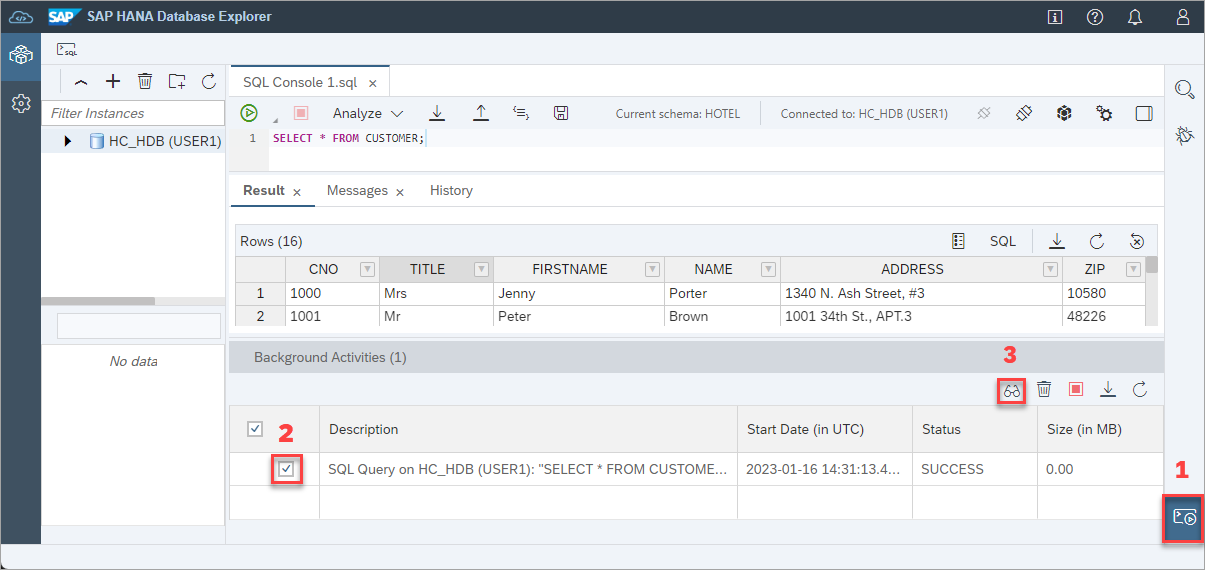 SAP SAP HANA Database Explorer
SQL
SQL Console 1.sql
Filter Instances
Analyze Current schema: HOTEL Connected to: HC_HDB (USER1)
HC_HDB (USER1)
1 SELECT * FROM CUSTOMER;
Result Messages History
Rows (16) SQL
CNO TITLE FIRSTNAME NAME ADDRESS ZIP
1 1000 Mrs Jenny Porter 1340 N. Ash Street, #3 10580
2 1001 Mr Peter Brown 1001 34th St., APT.3 48226
No data
Background Activities (1)
3
Description Start Date (in UTC) Status Size (in MB)
2
SQL Query on HC_HDB (USER1): "SELECT * FROM CUSTOME... 2023-01-16 14:31:13.4... SUCCESS 0.00
1